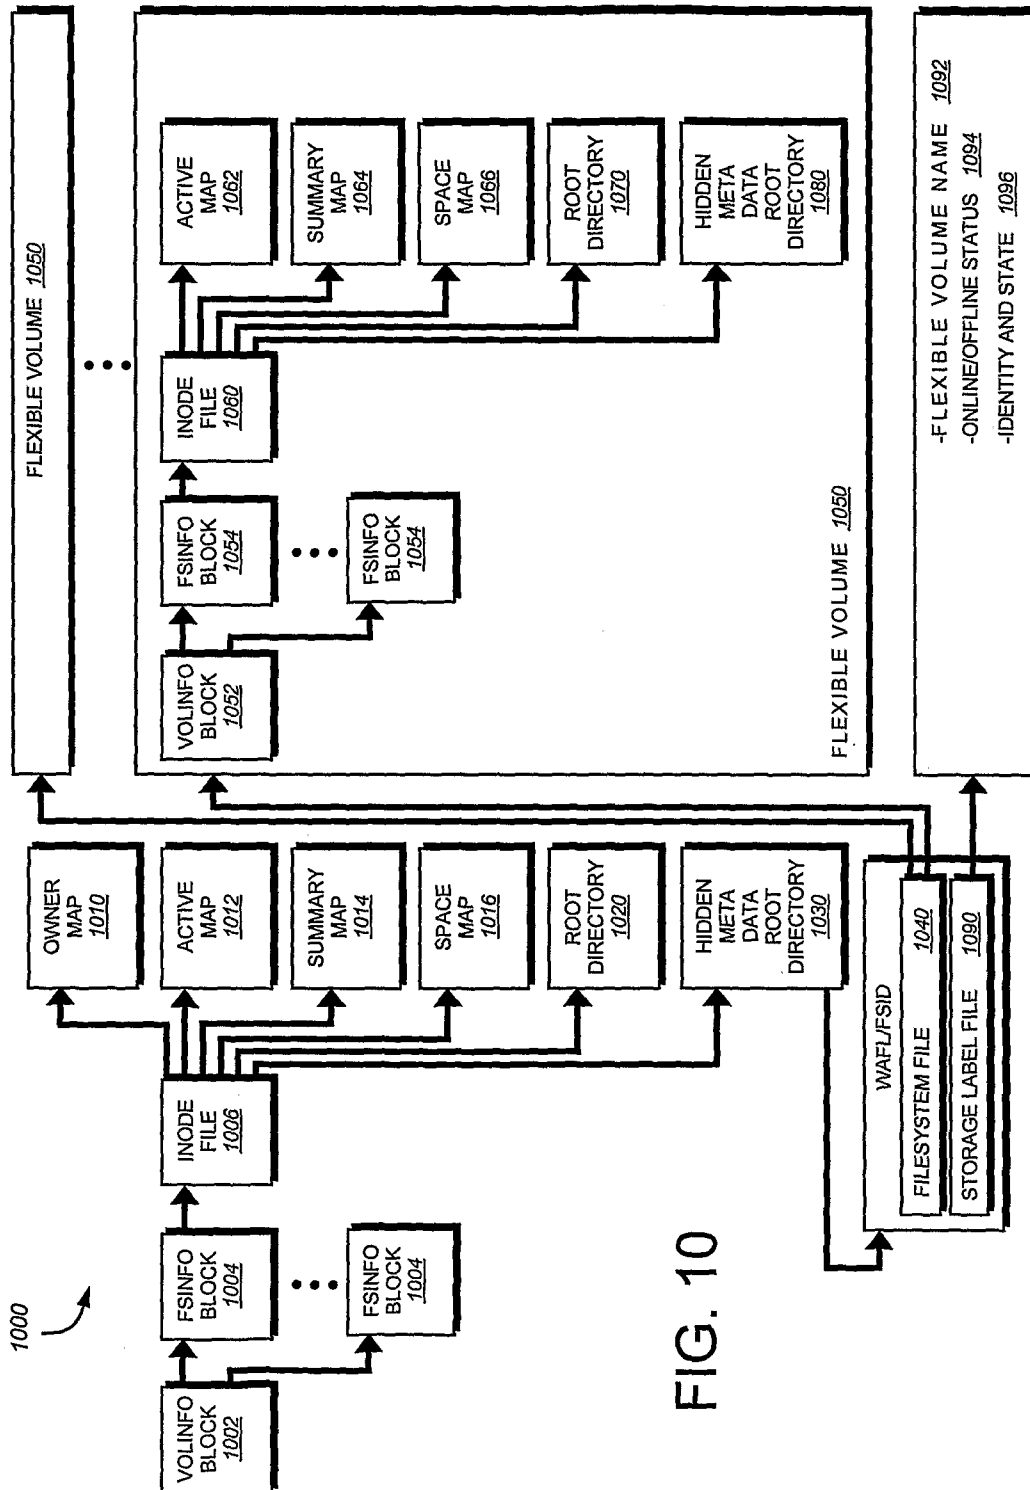 1000
VOLINFO
BLOCK
1002
FSINFO
BLOCK
1004
FSINFO
BLOCK
1004
INODE
FILE
1006
OWNER
MAP
1010
ACTIVE
MAP
1012
SUMMARY
MAP
1014
SPACE
MAP
1016
ROOT
DIRECTORY
1020
HIDDEN
META
DATA
ROOT
DIRECTORY
1030
WAFL/FSID
FILESYSTEM FILE 1040
STORAGE LABEL FILE 1090
FLEXIBLE VOLUME 1050
VOLINFO
BLOCK
1052
FSINFO
BLOCK
1054
FSINFO
BLOCK
1054
INODE
FILE
1060
ACTIVE
MAP
1062
SUMMARY
MAP
1064
SPACE
MAP
1066
ROOT
DIRECTORY
1070
HIDDEN
META
DATA
ROOT
DIRECTORY
1080
FLEXIBLE VOLUME 1050
-FLEXIBLE VOLUME NAME 1092
-ONLINE/OFFLINE STATUS 1094
-IDENTITY AND STATE 1096
FIG. 10